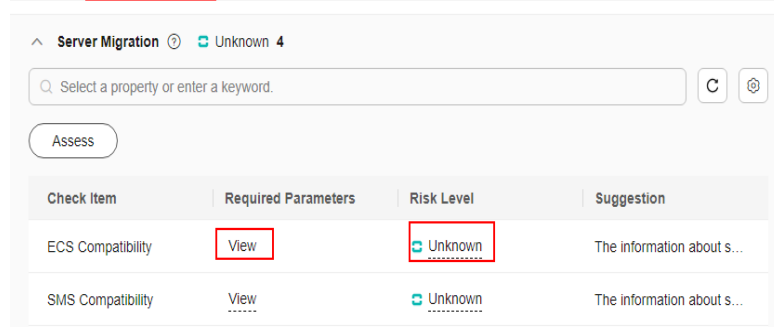 Server Migration ? Unknown 4
Select a property or enter a keyword.
Assess
Check Item Required Parameters Risk Level Suggestion
ECS Compatibility View Unknown The information about s...
SMS Compatibility View Unknown The information about s...